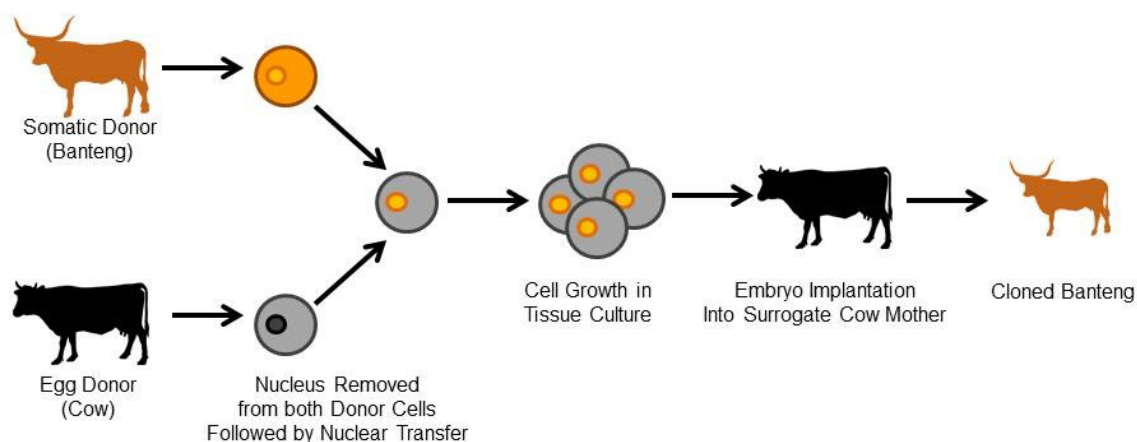 Somatic Donor
(Banteng)
Egg Donor
(Cow)
Nucleus Removed
from both Donor Cells
Followed by Nuclear Transfer
Cell Growth in
Tissue Culture
Embryo Implantation
Into Surrogate Cow Mother
Cloned Banteng